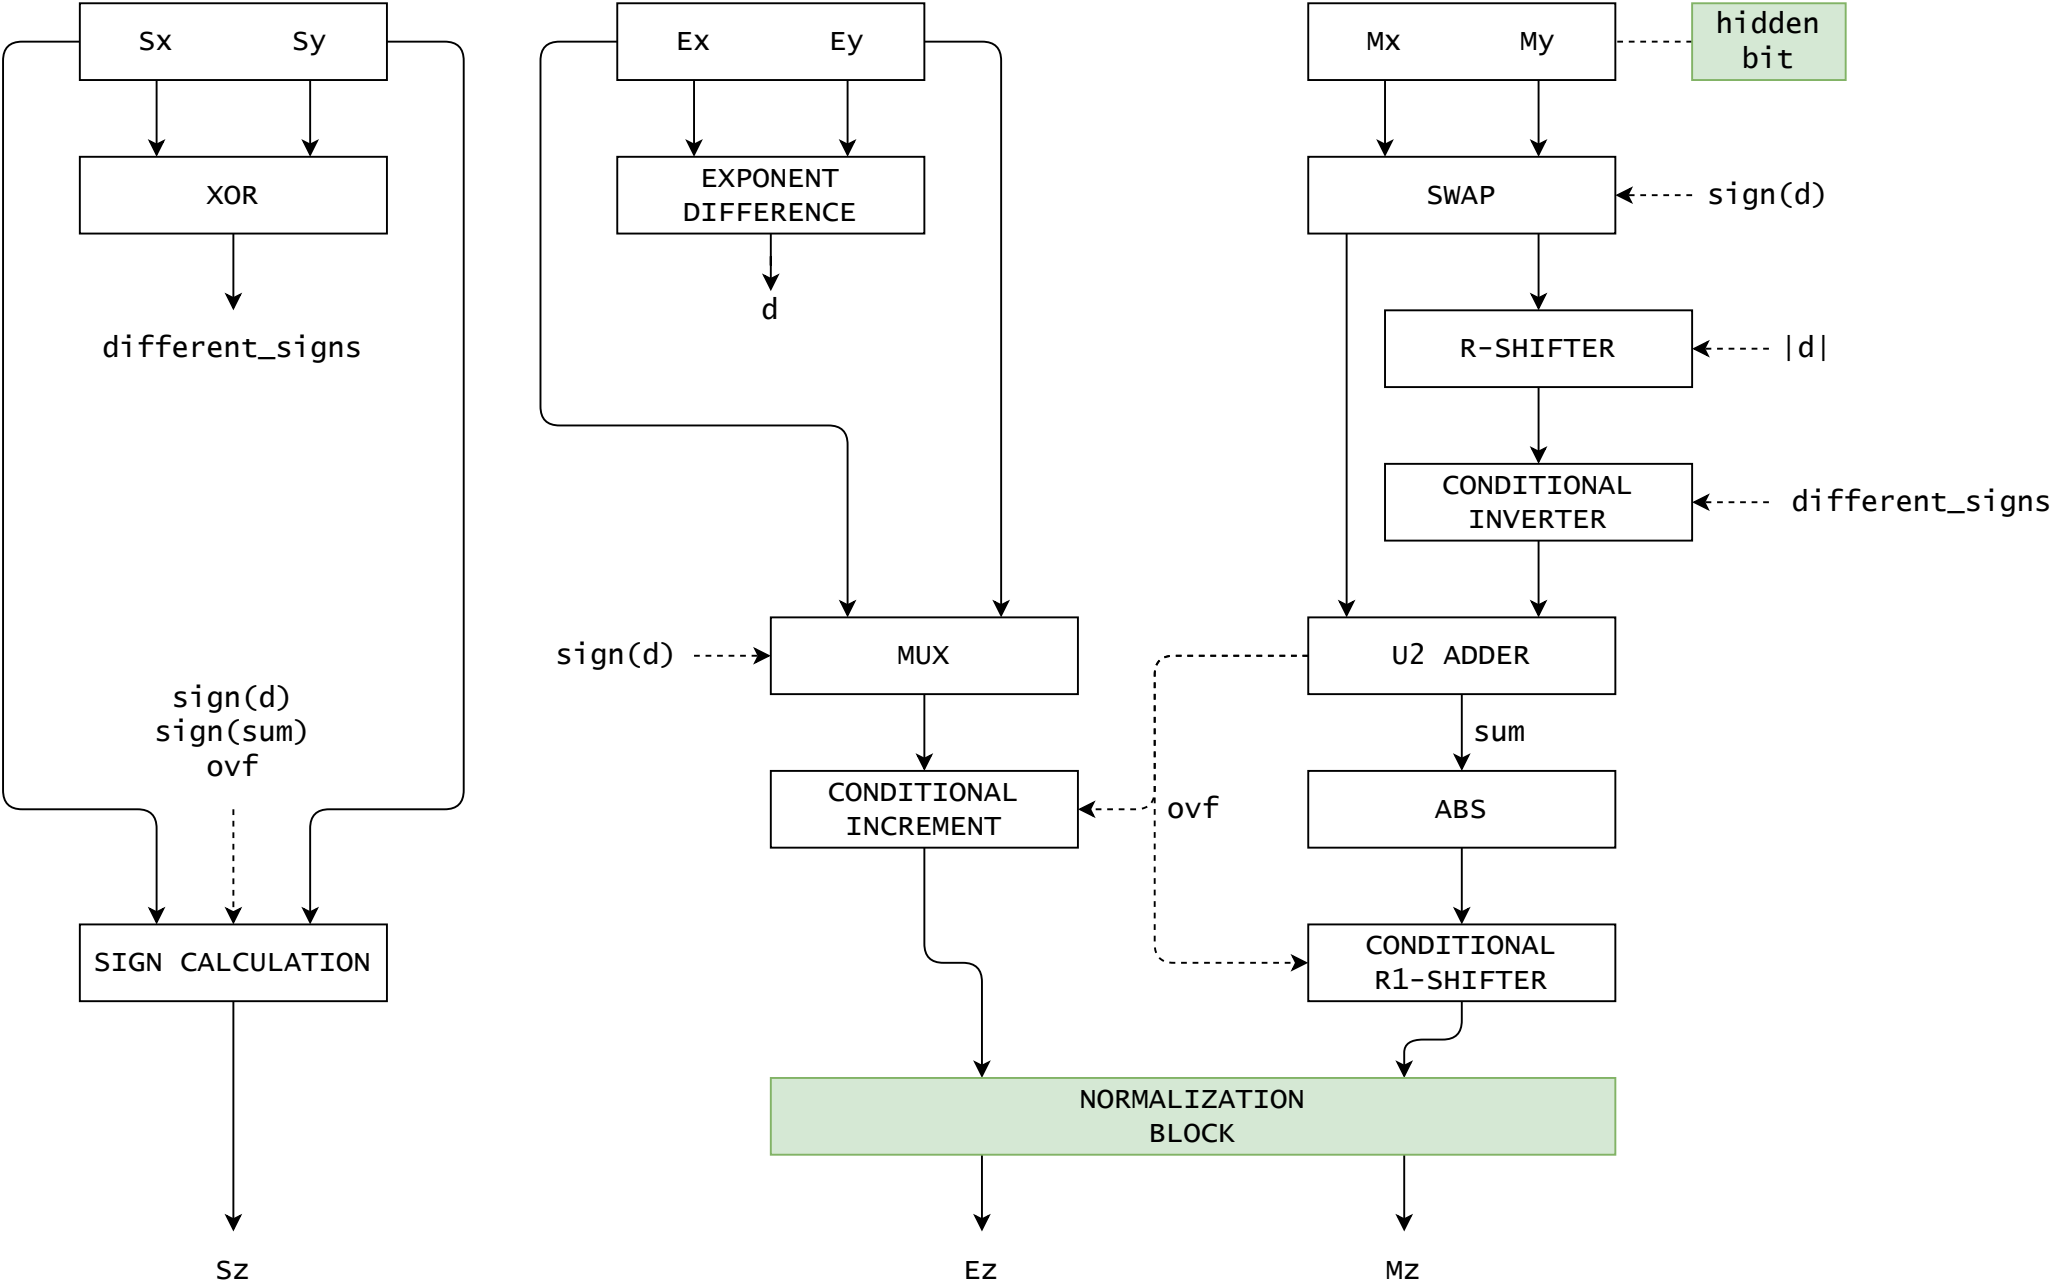 Sx Sy
Ex Ey
Mx My
hidden
bit
XOR
EXPONENT
DIFFERENCE
SWAP
sign(d)
d
different_signs
R-SHIFTER
|d|
CONDITIONAL
INVERTER
different_signs
sign(d)
MUX
U2 ADDER
sign(d)
sign(sum)
ovf
sum
CONDITIONAL
INCREMENT
ovf
ABS
SIGN CALCULATION
CONDITIONAL
R1-SHIFTER
NORMALIZATION
BLOCK
Sz
Ez
Mz